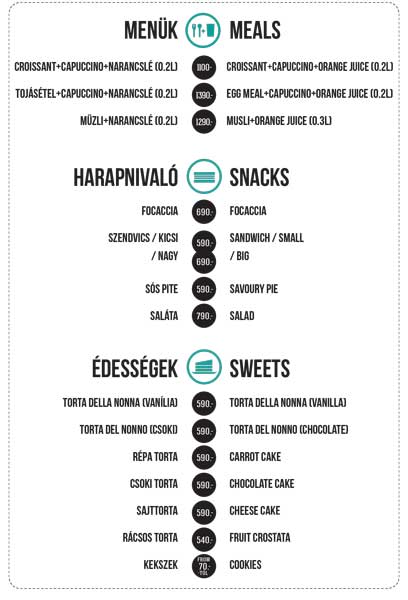 MENÜK MEALS
CROISSANT+CAPUCCINO+NARANCSLÉ (0.2L) 1100.- CROISSANT+CAPUCCINO+ORANGE JUICE (0.2L)
TOJÁSÉTEL+CAPUCCINO+NARANCSLÉ (0.2L) 1390.- EGG MEAL+CAPUCCINO+ORANGE JUICE (0.2L)
MÜZLI+NARANCSLÉ (0.2L) 1290.- MUSLI+ORANGE JUICE (0.3L)
HARAPNIVALÓ SNACKS
FOCACCIA 690.- FOCACCIA
SZENDVICS / KICSI 590.- SANDWICH / SMALL
/ NAGY 690.- / BIG
SÓS PITE 590.- SAVOURY PIE
SALÁTA 790.- SALAD
ÉDESSÉGEK SWEETS
TORTA DELLA NONNA (VANÍLIA) 590.- TORTA DELLA NONNA (VANILLA)
TORTA DEL NONNO (CSOKI) 590.- TORTA DEL NONNO (CHOCOLATE)
RÉPA TORTA 590.- CARROT CAKE
CSOKI TORTA 590.- CHOCOLATE CAKE
SAJTTORTA 590.- CHEESE CAKE
RÁCSOS TORTA 540.- FRUIT CROSTATA
KEKSZEK FROM 70.- -TÓL COOKIES